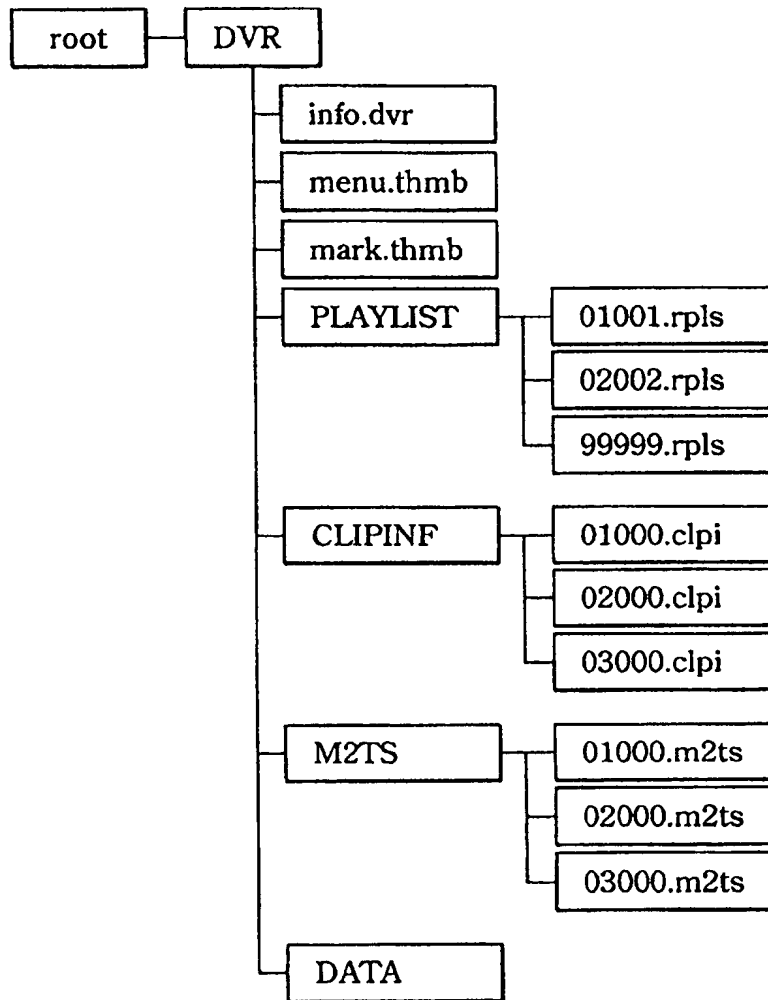 root
DVR
info.dvr
menu.thmb
mark.thmb
PLAYLIST
01001.rpls
02002.rpls
99999.rpls
CLIPINF
01000.clpi
02000.clpi
03000.clpi
M2TS
01000.m2ts
02000.m2ts
03000.m2ts
DATA